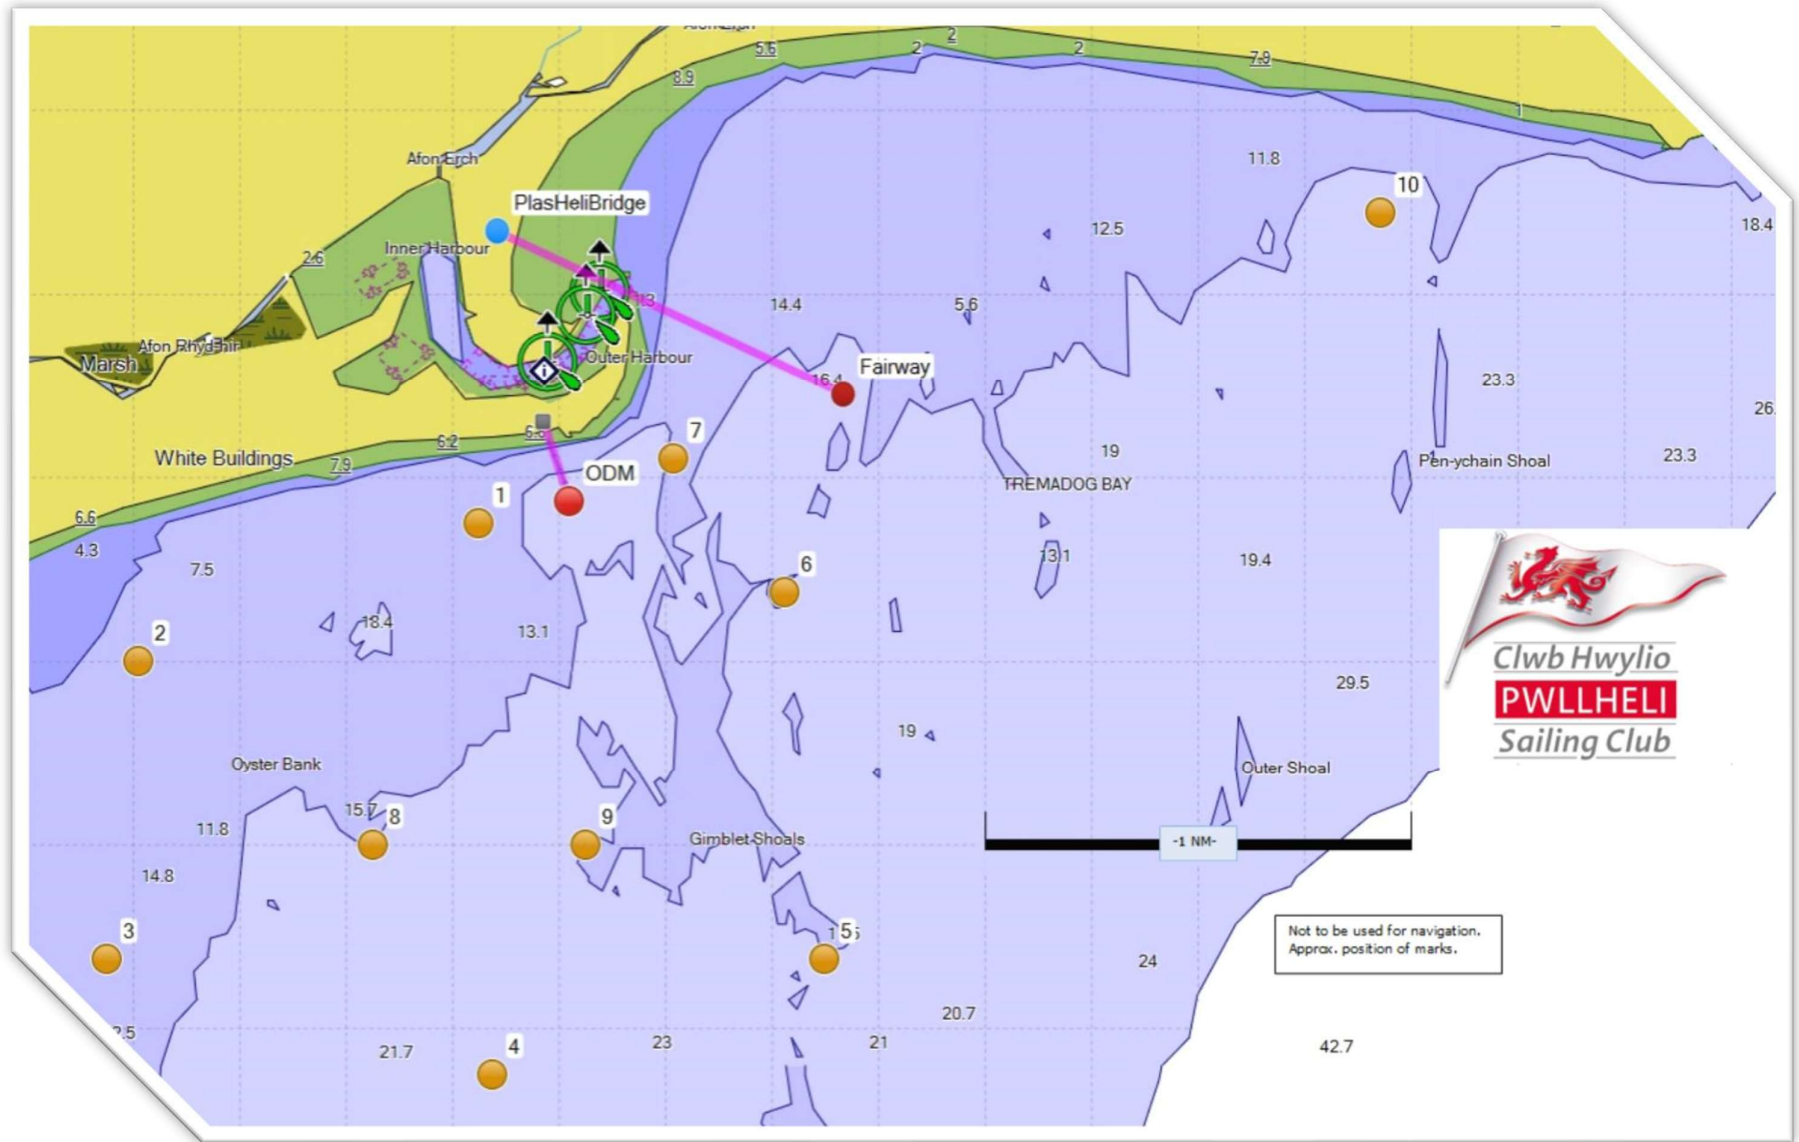 2
2
2
5.6
7.9
8.9
1
Afon Erch
11.8
10
PlasHeliBridge
18.4
12.5
Inner Harbour
2.6
14.4
5.6
Afon Rhyd-hir
Marsh
Outer Harbour
Fairway
16.4
23.3
7
6.2
White Buildings
7.9
19
Pen-ychain Shoal
23.3
ODM
TREMADOG BAY
1
6.6
4.3
7.5
13.1
19.4
6
18.4
13.1
2
29.5
19
Clwb Hwylio
PWLLHELI
Sailing Club
Oyster Bank
Outer Shoal
15.7
8
9
11.8
Gimblet Shoals
-1 NM-
14.8
3
5
Not to be used for navigation.
Approx. position of marks.
24
20.7
21.7
4
23
21
42.7